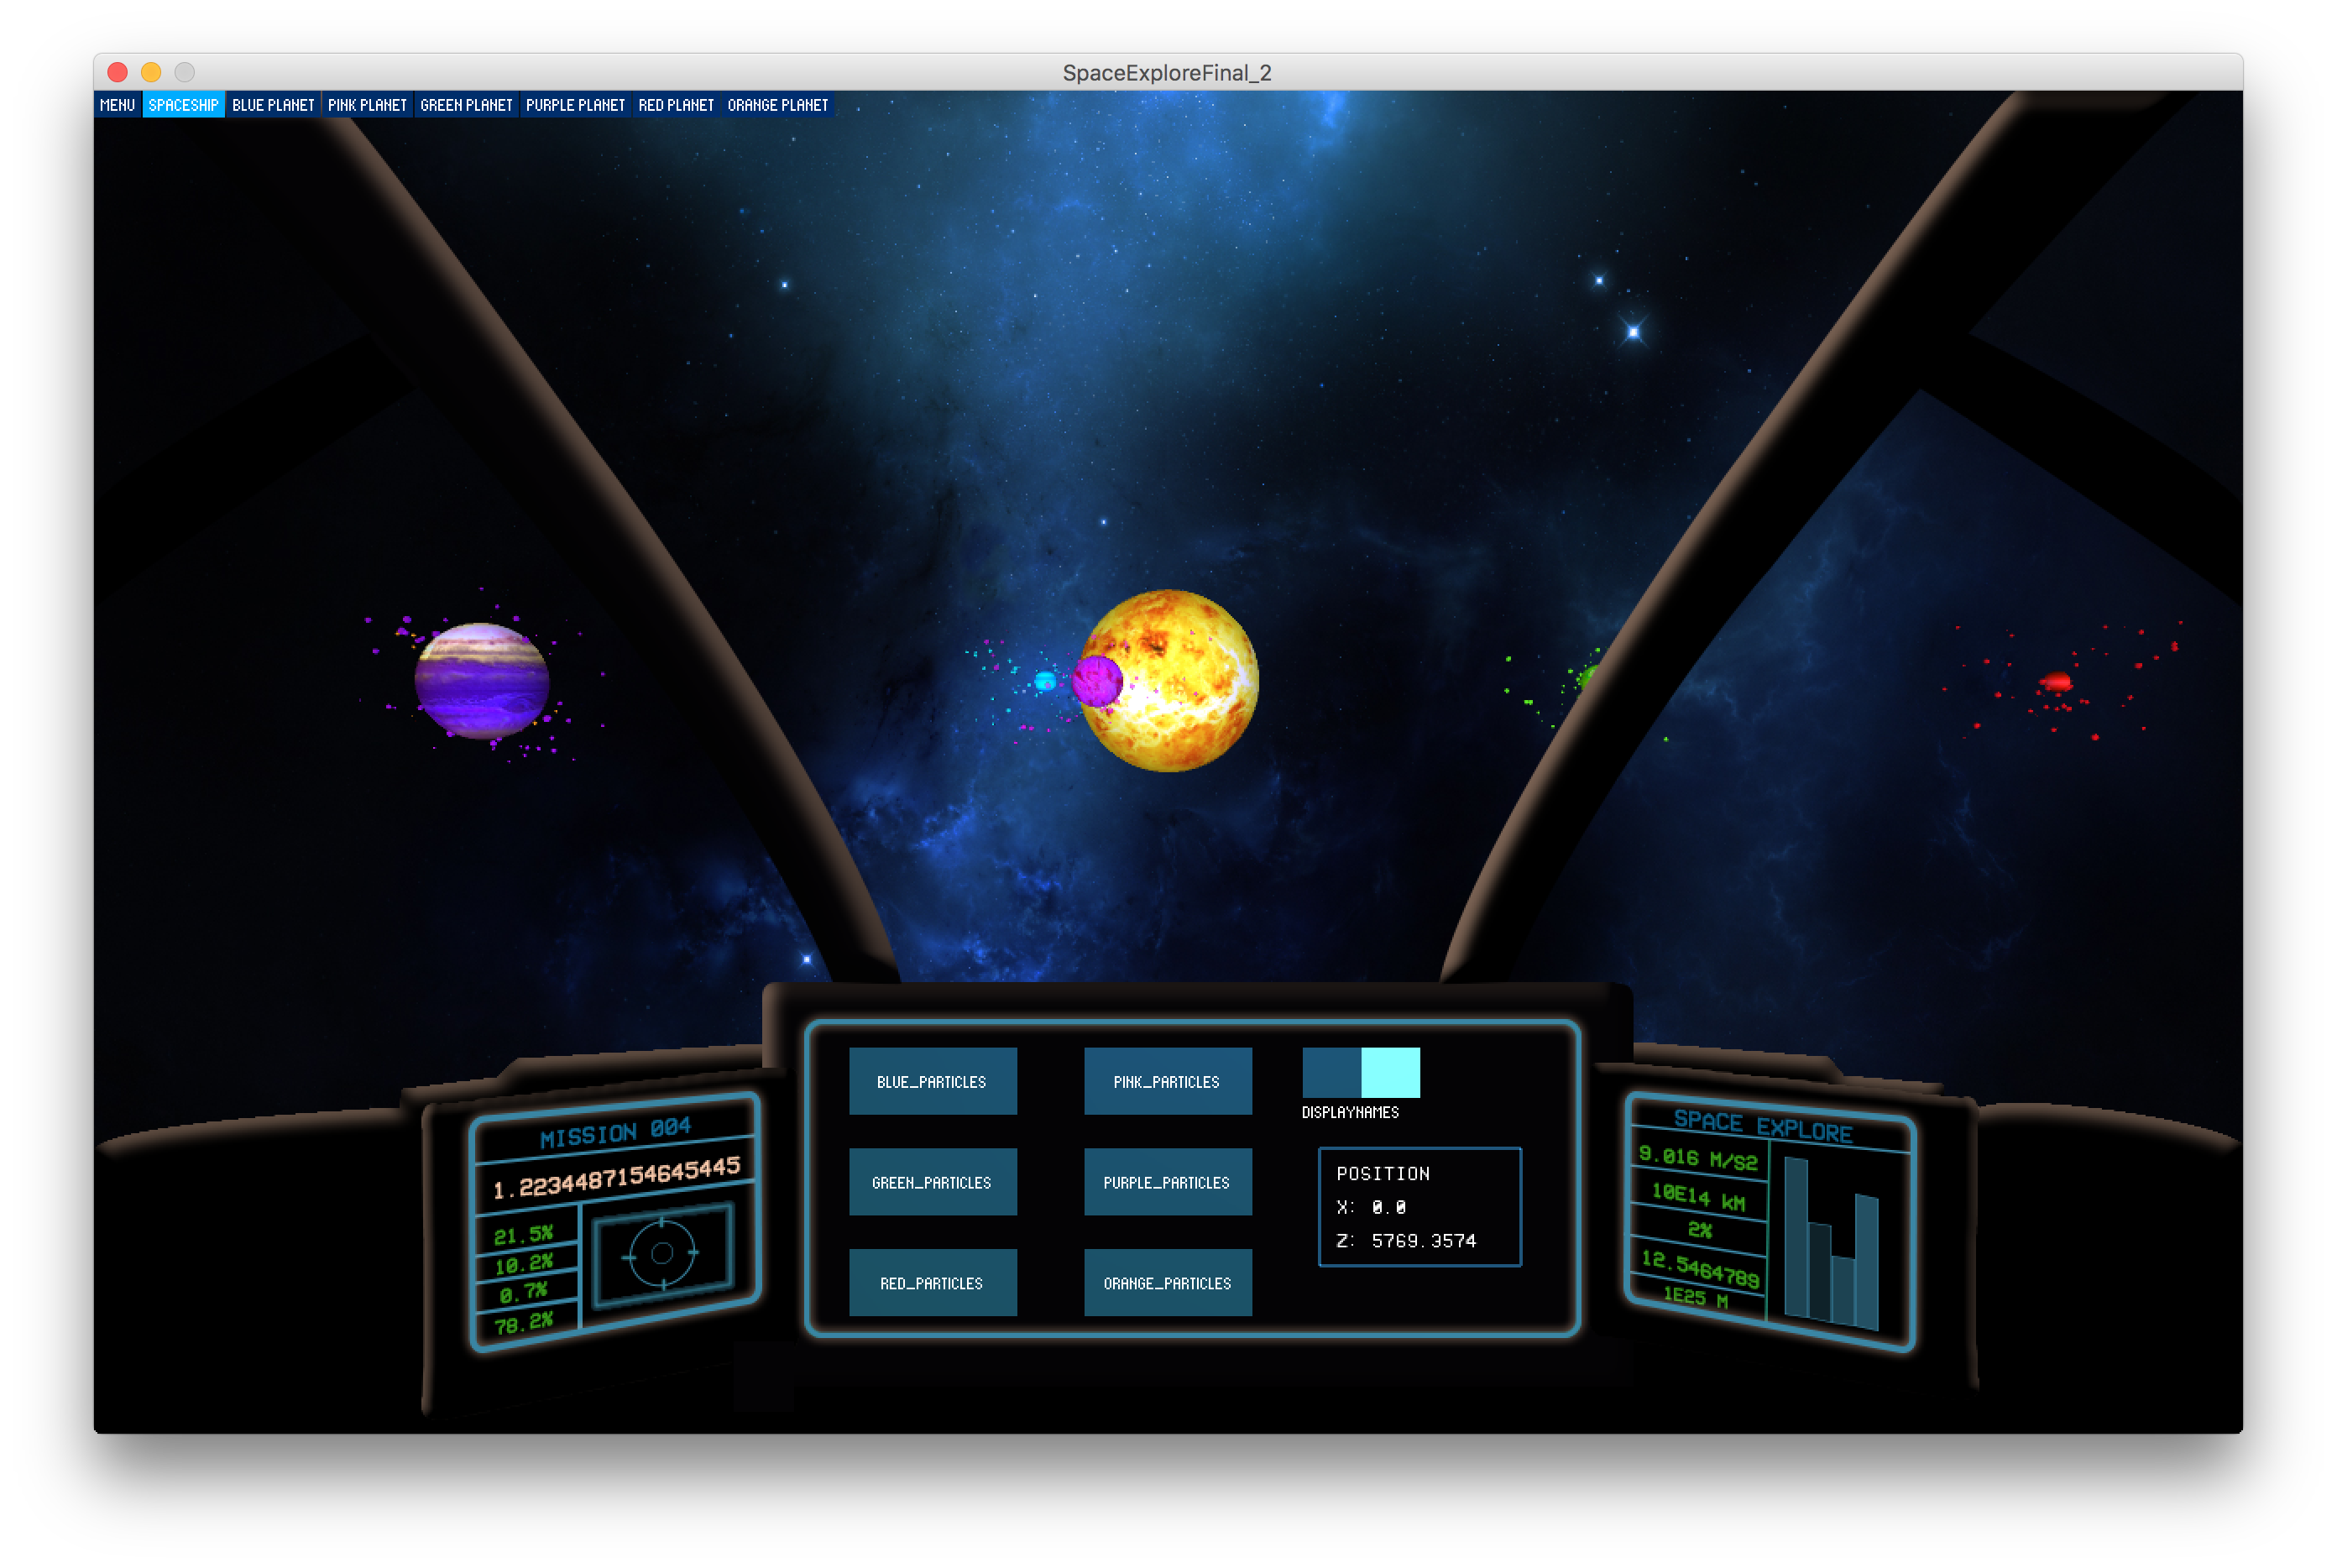 SpaceExploreFinal_2
MENU SPACESHIP BLUE PLANET PINK PLANET GREEN PLANET PURPLE PLANET RED PLANET ORANGE PLANET
MISSION 004
1.2234487154645445
21.5%
10.2%
0.7%
78.2%
BLUE_PARTICLES PINK_PARTICLES
GREEN_PARTICLES PURPLE_PARTICLES
RED_PARTICLES ORANGE_PARTICLES
DISPLAYNAMES
POSITION
X: 0.0
Z: 5769.3574
SPACE EXPLORE
9.016 M/S2
10E14 kM
2%
12.5464789
1E25 M